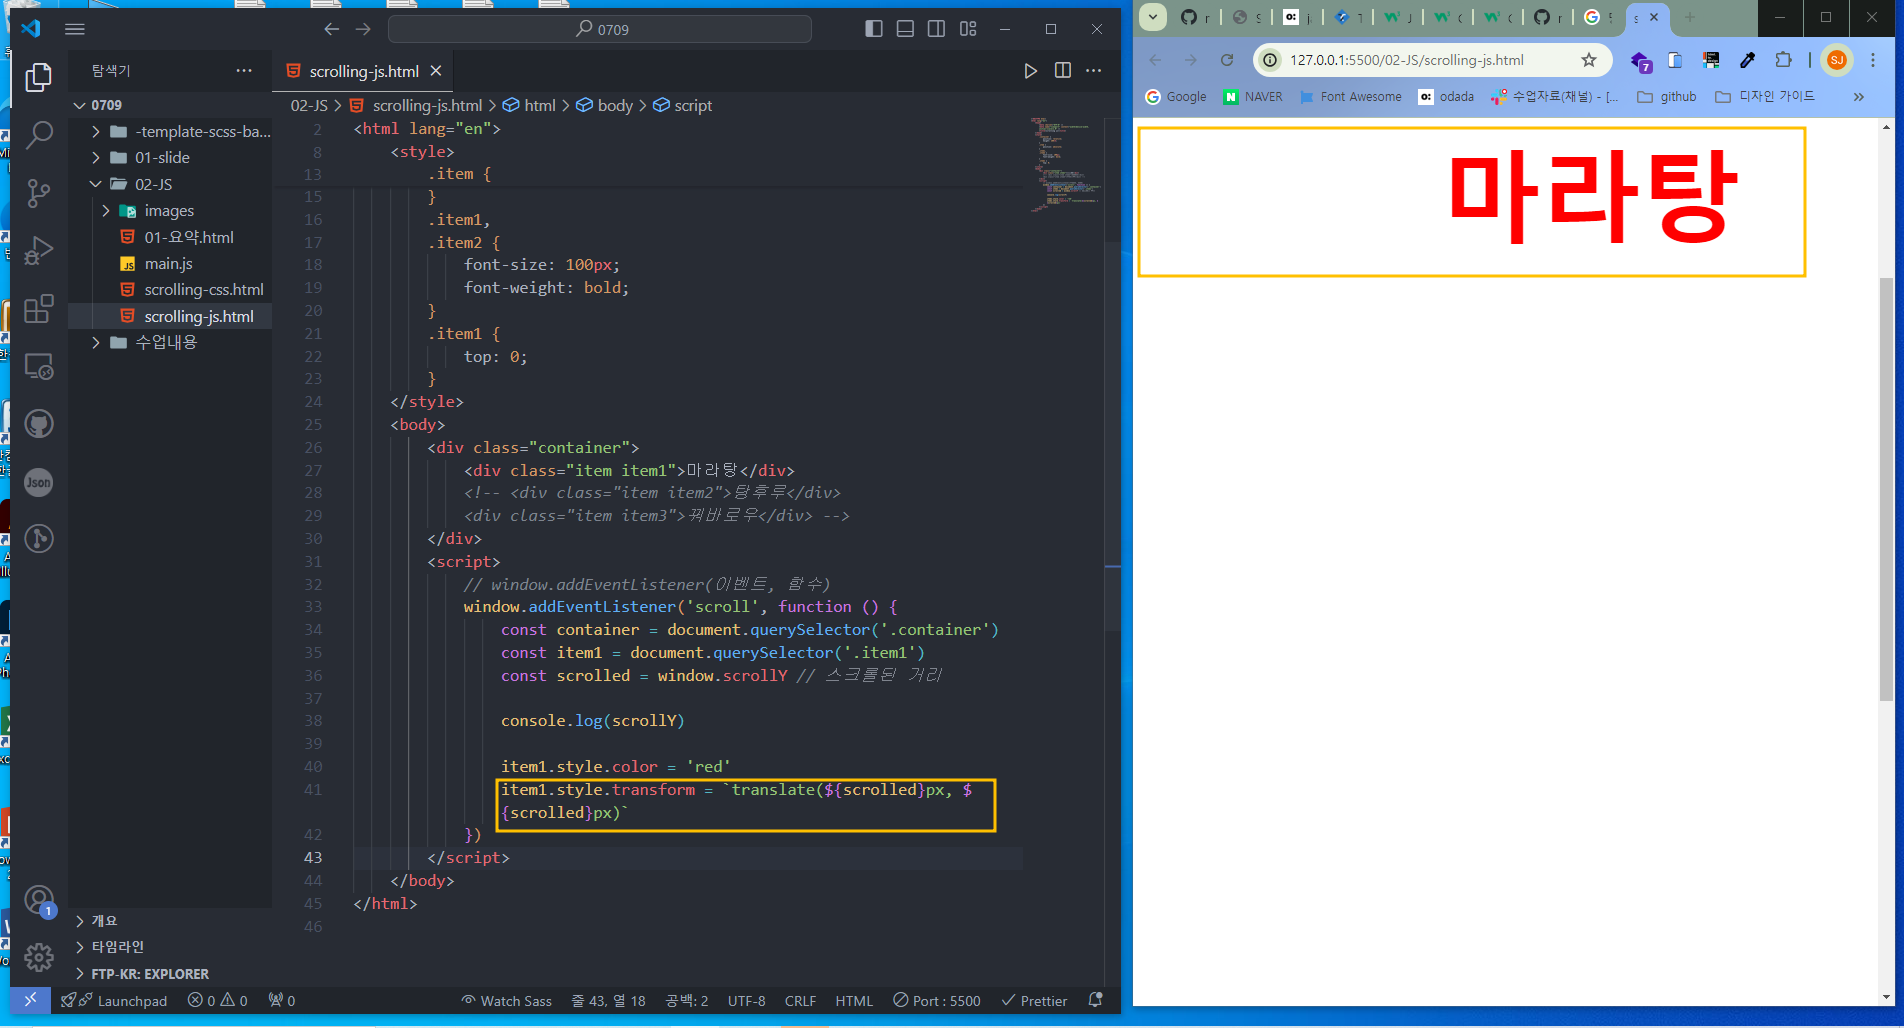 0709
탐색기
0709
-template-scss-ba...
01-slide
02-JS
images
01-요약.html
main.js
scrolling-css.html
scrolling-js.html
수업내용
개요
타임라인
FTP-KR: EXPLORER
scrolling-js.html
02-JS > scrolling-js.html > html > body > script
2 <html lang="en">
8 <style>
13 .item {
15 }
16 .item1,
17 .item2 {
18 font-size: 100px;
19 font-weight: bold;
20 }
21 .item1 {
22 top: 0;
23 }
24 </style>
25 <body>
26 <div class="container">
27 <div class="item item1">마라탕</div>
28 <!-- <div class="item item2">탕후루</div>
29 <div class="item item3">꿔바로우</div> -->
30 </div>
31 <script>
32 // window.addEventListener(이벤트, 함수)
33 window.addEventListener('scroll', function () {
34 const container = document.querySelector('.container')
35 const item1 = document.querySelector('.item1')
36 const scrolled = window.scrollY // 스크롤된 거리
37
38 console.log(scrollY)
39
40 item1.style.color = 'red'
41 item1.style.transform = `translate(${scrolled}px, $
{scrolled}px)`
42 })
43 </script>
44 </body>
45 </html>
46
Json
1
Launchpad 0 0 0 Watch Sass 줄 43, 열 18 공백: 2 UTF-8 CRLF HTML Port : 5500 Prettier
127.0.0.1:5500/02-JS/scrolling-js.html
7
SJ
Google NAVER Font Awesome odada 수업자료(채널) - [... github 디자인 가이드
마라탕